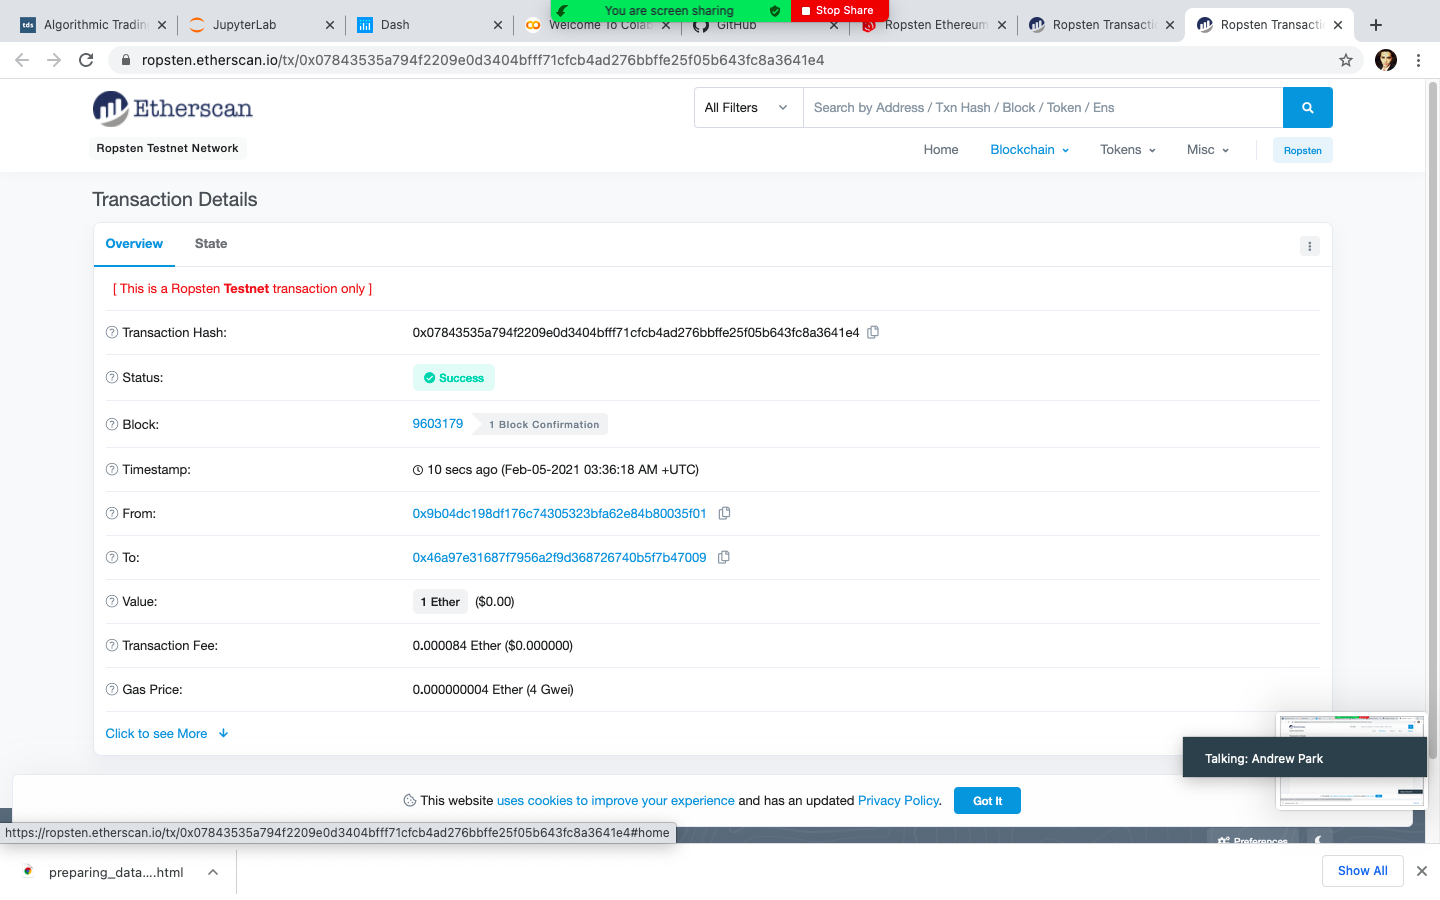 Algorithmic Trading
JupyterLab
Dash
Welcome To Colab
GitHub
Ropsten Ethereum
Ropsten Transactio
Ropsten Transacti
You are screen sharing
Stop Share
ropsten.etherscan.io/tx/0x07843535a794f2209e0d3404bfff71cfcb4ad276bbffe25f05b643fc8a3641e4
Etherscan
All Filters
Search by Address / Txn Hash / Block / Token / Ens
Ropsten Testnet Network
Home
Blockchain
Tokens
Misc
Ropsten
Transaction Details
Overview
State
[ This is a Ropsten Testnet transaction only ]
Transaction Hash:
0x07843535a794f2209e0d3404bfff71cfcb4ad276bbffe25f05b643fc8a3641e4
Status:
Success
Block:
9603179
1 Block Confirmation
Timestamp:
10 secs ago (Feb-05-2021 03:36:18 AM +UTC)
From:
0x9b04dc198df176c74305323bfa62e84b80035f01
To:
0x46a97e31687f7956a2f9d368726740b5f7b47009
Value:
1 Ether ($0.00)
Transaction Fee:
0.000084 Ether ($0.000000)
Gas Price:
0.000000004 Ether (4 Gwei)
Click to see More
Talking: Andrew Park
This website uses cookies to improve your experience and has an updated Privacy Policy.
Got It
https://ropsten.etherscan.io/tx/0x07843535a794f2209e0d3404bfff71cfcb4ad276bbffe25f05b643fc8a3641e4#home
Preferences
preparing_data....html
Show All